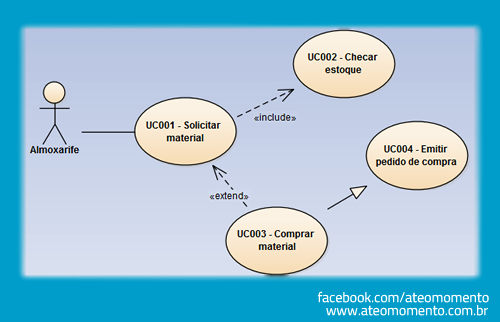 UC002 - Checar
estoque
Almoxarife
UC001 - Solicitar
material
«include»
UC004 - Emitir
pedido de compra
«extend»
UC003 - Comprar
material
facebook.com/ateomomento
www.ateomomento.com.br